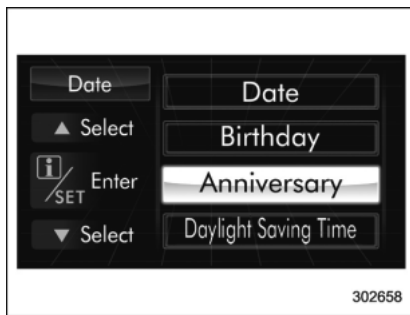 Date
▲ Select
i/SET Enter
▼ Select
Date
Birthday
Anniversary
Daylight Saving Time
302658